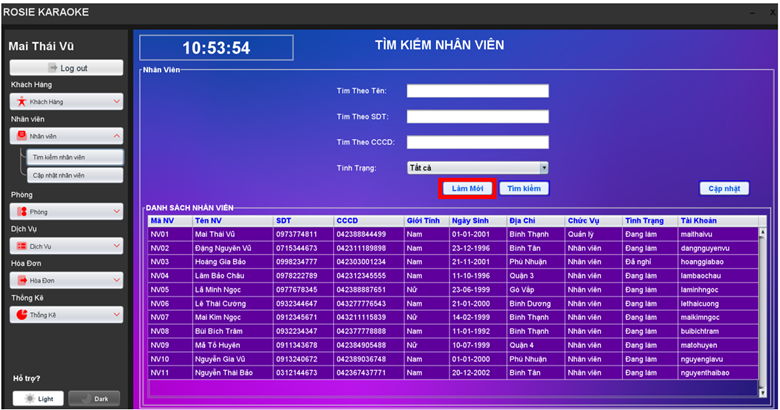 ROSIE KARAOKE
Mai Thái Vũ
Log out
Khách Hàng
Khách Hàng
Nhân viên
Nhân viên
Tìm kiếm nhân viên
Cập nhật nhân viên
Phòng
Phòng
Dịch Vụ
Dịch Vụ
Hóa Đơn
Hóa Đơn
Thống Kê
Thống Kê
Hổ trợ?
Light Dark
10:53:54
TÌM KIẾM NHÂN VIÊN
Nhân Viên
Tìm Theo Tên:
Tìm Theo SDT:
Tìm Theo CCCD:
Tình Trạng: Tất cả
Làm Mới Tìm kiếm Cập nhật
DANH SÁCH NHÂN VIÊN
Mã NV Tên NV SDT CCCD Giới Tính Ngày Sinh Địa Chỉ Chức Vụ Tình Trạng Tài Khoản
NV01 Mai Thái Vũ 0973774811 042388844499 Nam 01-01-2001 Bình Thạnh Quản lý Đang làm maithaivu
NV02 Đặng Nguyên Vũ 0715344673 042311189898 Nam 23-12-1996 Bình Tân Nhân viên Đang làm dangnguyenvu
NV03 Hoàng Gia Bảo 0998234777 042303001234 Nam 21-11-2001 Phú Nhuận Nhân viên Đã nghỉ hoanggiabao
NV04 Lâm Bảo Châu 0978222789 042312345555 Nam 11-10-1996 Quận 3 Nhân viên Đang làm lambaochau
NV05 Lã Minh Ngọc 0977678345 042388887651 Nữ 23-06-1999 Gò Vấp Nhân viên Đang làm laminhngoc
NV06 Lê Thái Cường 0932344647 043277776543 Nam 21-01-2000 Bình Dương Nhân viên Đang làm lethaicuong
NV07 Mai Kim Ngọc 0912345671 043211115839 Nữ 14-02-1999 Bình Thạnh Nhân viên Đang làm maikimngoc
NV08 Bùi Bích Trâm 0932234347 042377778888 Nam 11-01-1992 Bình Thạnh Nhân viên Đang làm buibichtram
NV09 Mã Tố Huyên 0911343678 042384905488 Nữ 10-07-1999 Quận 4 Nhân viên Đang làm matohuyen
NV10 Nguyễn Gia Vũ 0913240672 042389036748 Nam 01-01-2000 Phú Nhuận Nhân viên Đang làm nguyengiavu
NV11 Nguyễn Thái Bảo 0312144673 042367437771 Nam 20-12-2002 Bình Tân Nhân viên Đang làm nguyenthaibao